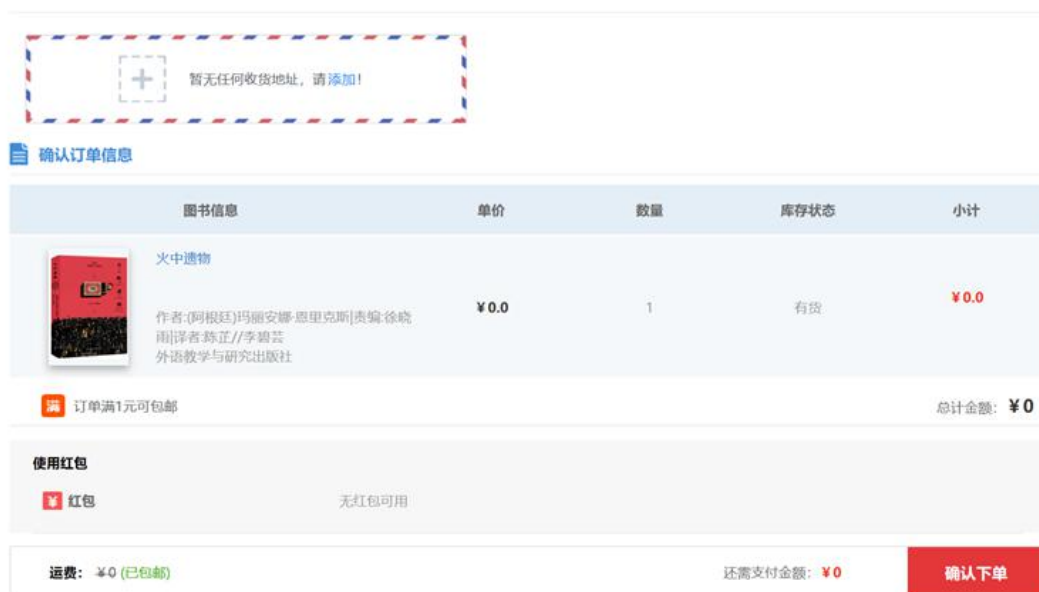 暂无任何收货地址，请添加！
确认订单信息
图书信息 单价 数量 库存状态 小计
火中遗物
作者:(阿根廷)玛丽安娜·恩里克斯|责编:徐晓
雨|译者:陈芷//李碧芸
外语教学与研究出版社
¥0.0 1 有货 ¥0.0
满 订单满1元可包邮 总计金额: ¥0
使用红包
¥ 红包 无红包可用
运费: ¥0 (已包邮) 还需支付金额: ¥0 确认下单